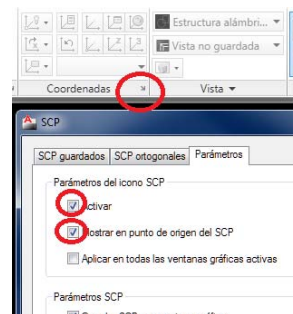 Estructura alámbri...
Vista no guardada
Coordenadas
Vista
SCP
SCP guardados
SCP ortogonales
Parámetros
Parámetros del icono SCP
Activar
Mostrar en punto de origen del SCP
Aplicar en todas las ventanas gráficas activas
Parámetros SCP